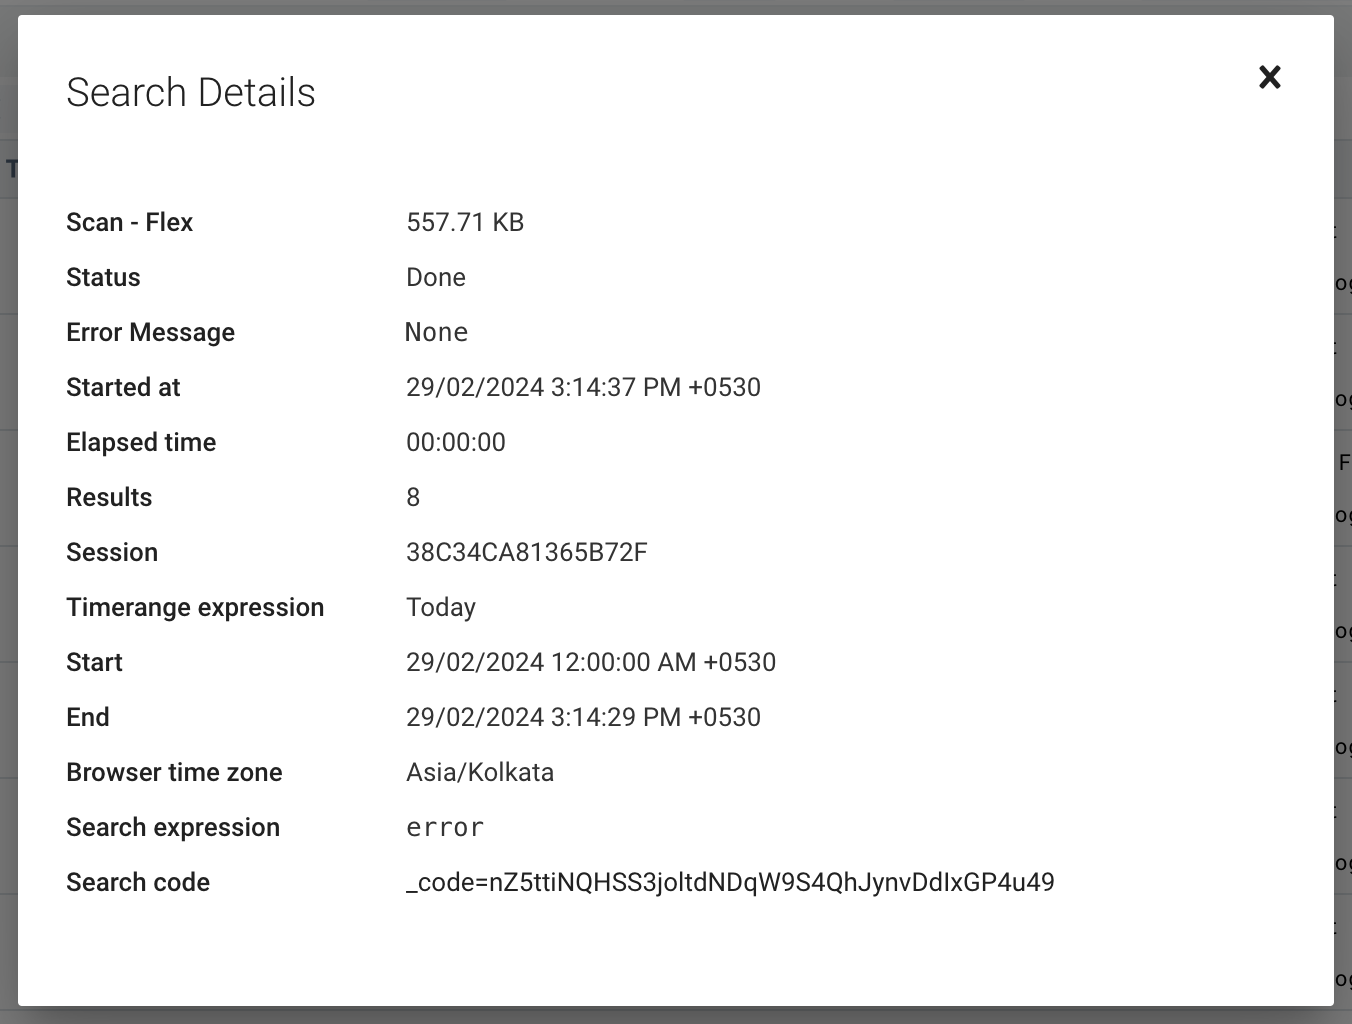 Search Details
Scan - Flex 557.71 KB
Status Done
Error Message None
Started at 29/02/2024 3:14:37 PM +0530
Elapsed time 00:00:00
Results 8
Session 38C34CA81365B72F
Timerange expression Today
Start 29/02/2024 12:00:00 AM +0530
End 29/02/2024 3:14:29 PM +0530
Browser time zone Asia/Kolkata
Search expression error
Search code _code=nZ5ttiNQHSS3joltdNDqW9S4QhJynvDdIxGP4u49